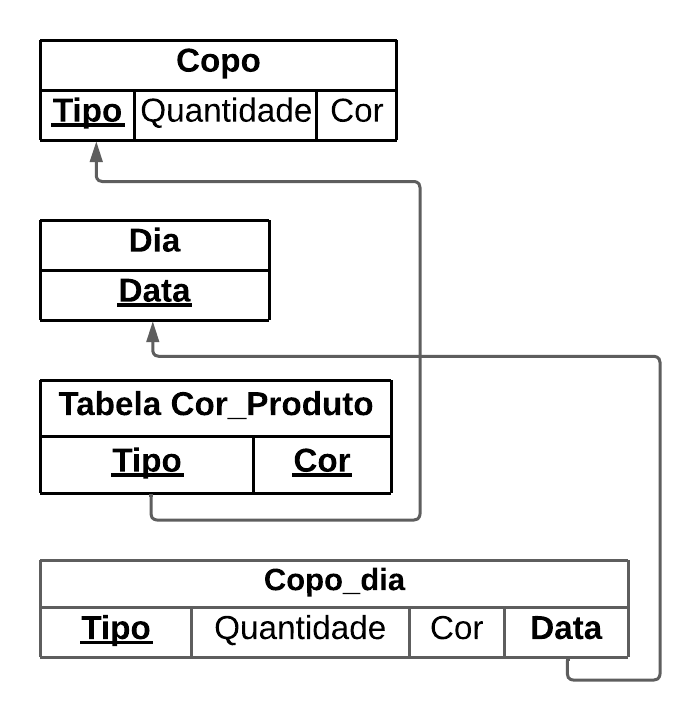 Copo
Tipo Quantidade Cor
Dia
Data
Tabela Cor_Produto
Tipo Cor
Copo_dia
Tipo Quantidade Cor Data